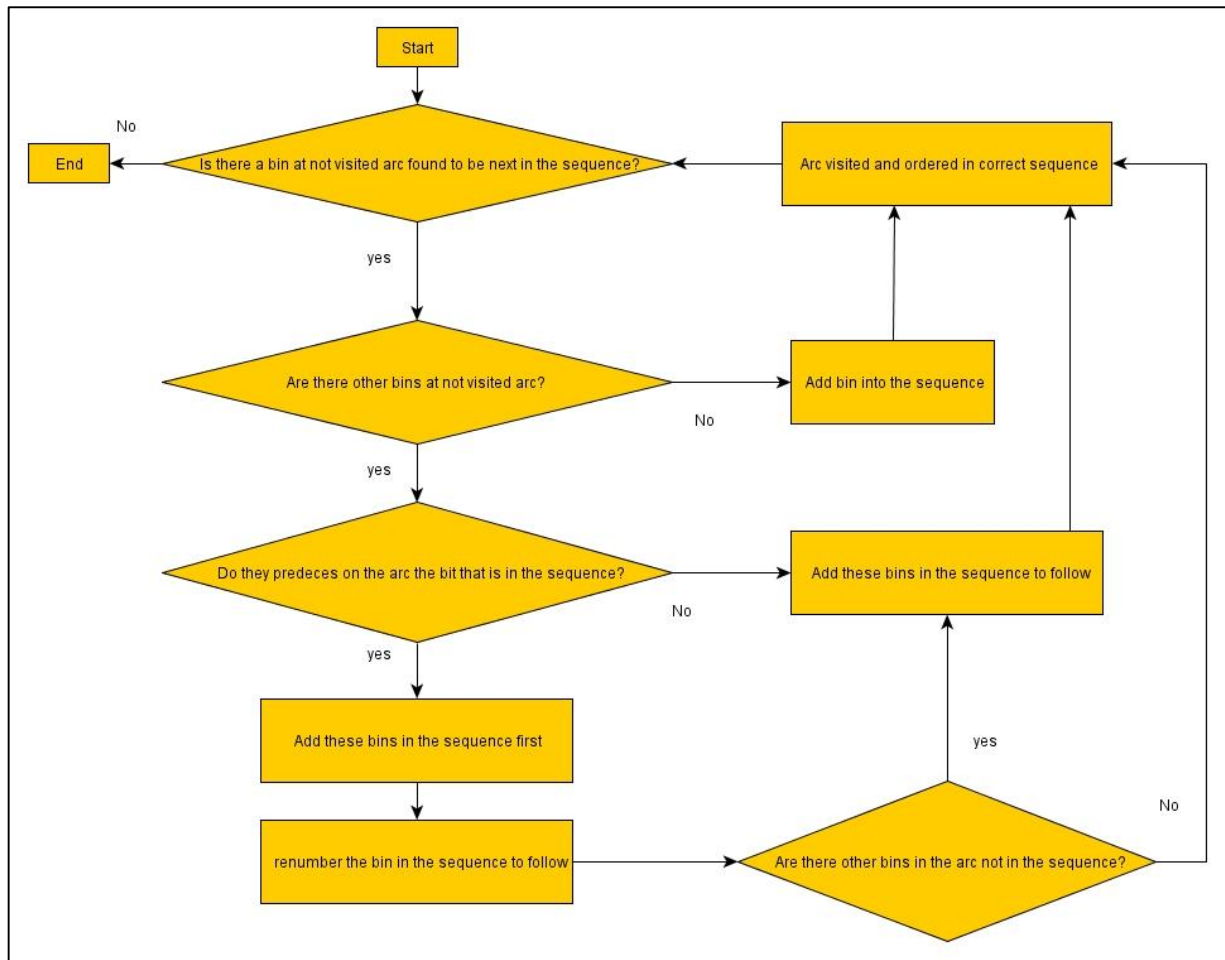 Start
No
End
Is there a bin at not visited arc found to be next in the sequence?
Arc visited and ordered in correct sequence
yes
Are there other bins at not visited arc?
Add bin into the sequence
No
yes
Do they predeces on the arc the bit that is in the sequence?
Add these bins in the sequence to follow
No
yes
Add these bins in the sequence first
yes
renumber the bin in the sequence to follow
Are there other bins in the arc not in the sequence?
No